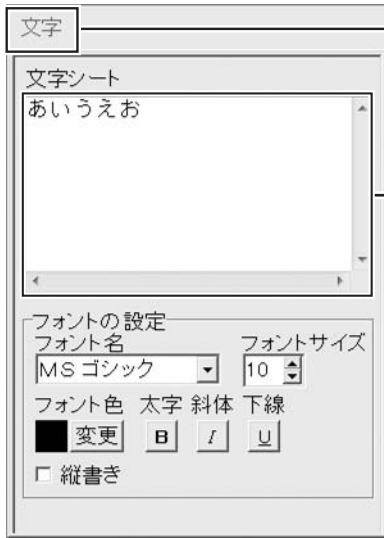 文字
文字シート
あいうえお
フォントの設定
フォント名 フォントサイズ
MS ゴシック 10
フォント色 太字 斜体 下線
変更 B I U
縦書き